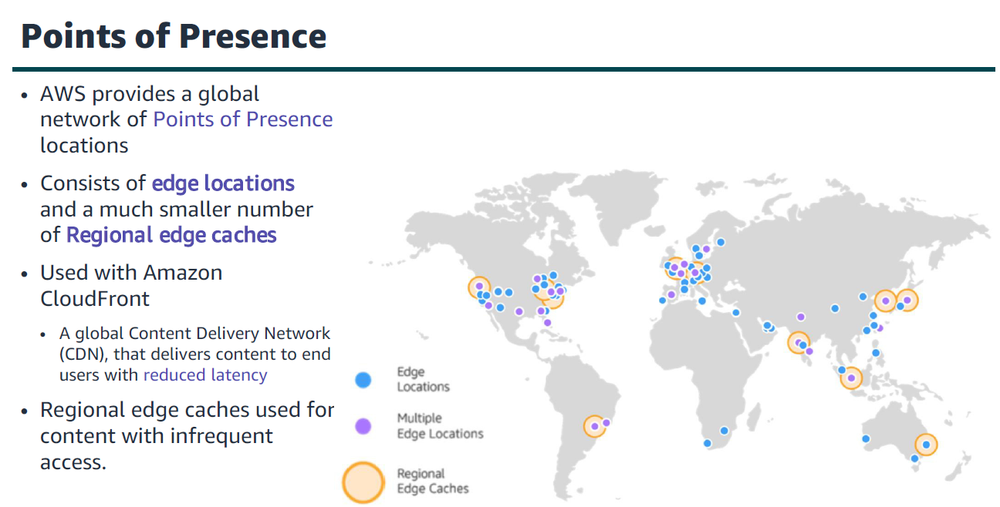 Points of Presence
• AWS provides a global
network of Points of Presence
locations
• Consists of edge locations
and a much smaller number
of Regional edge caches
• Used with Amazon
CloudFront
• A global Content Delivery Network
(CDN), that delivers content to end
users with reduced latency
• Regional edge caches used for
content with infrequent
access.
Edge
Locations
Multiple
Edge Locations
Regional
Edge Caches